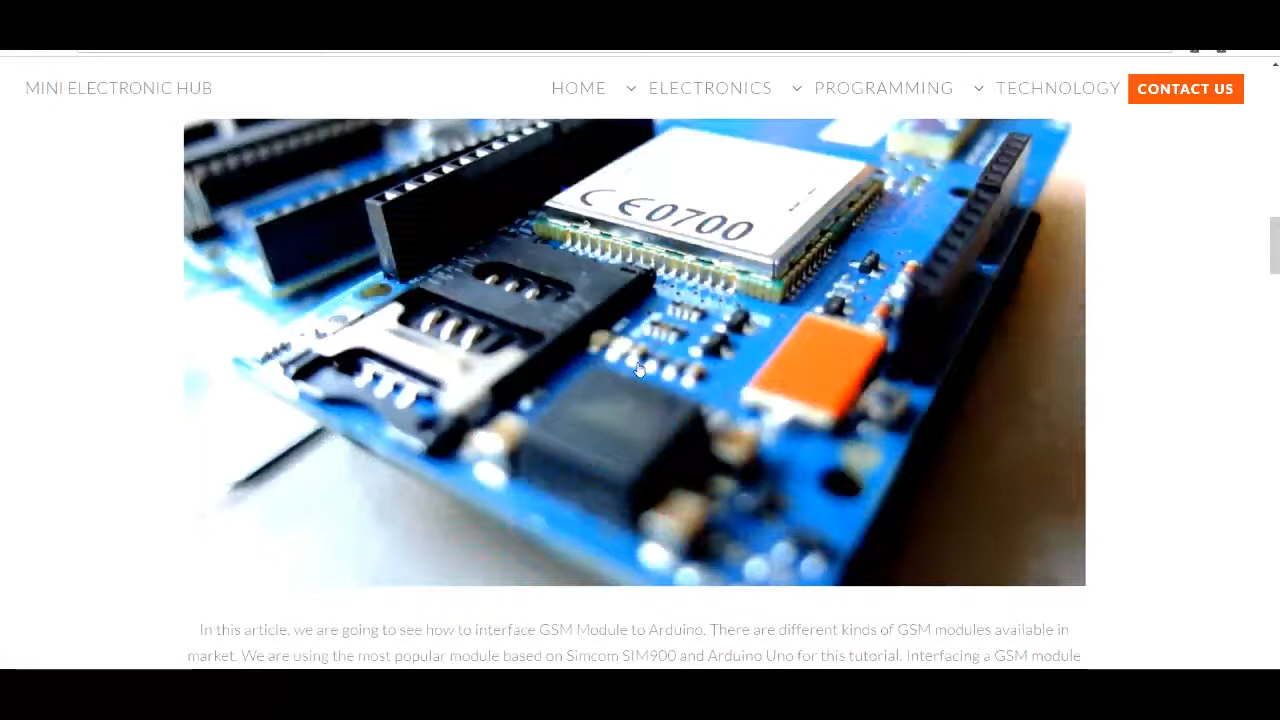 MINI ELECTRONIC HUB
HOME ELECTRONICS PROGRAMMING TECHNOLOGY CONTACT US
CE0700
In this article, we are going to see how to interface GSM Module to Arduino. There are different kinds of GSM modules available in
market. We are using the most popular module based on Simcom SIM900 and Arduino Uno for this tutorial. Interfacing a GSM module